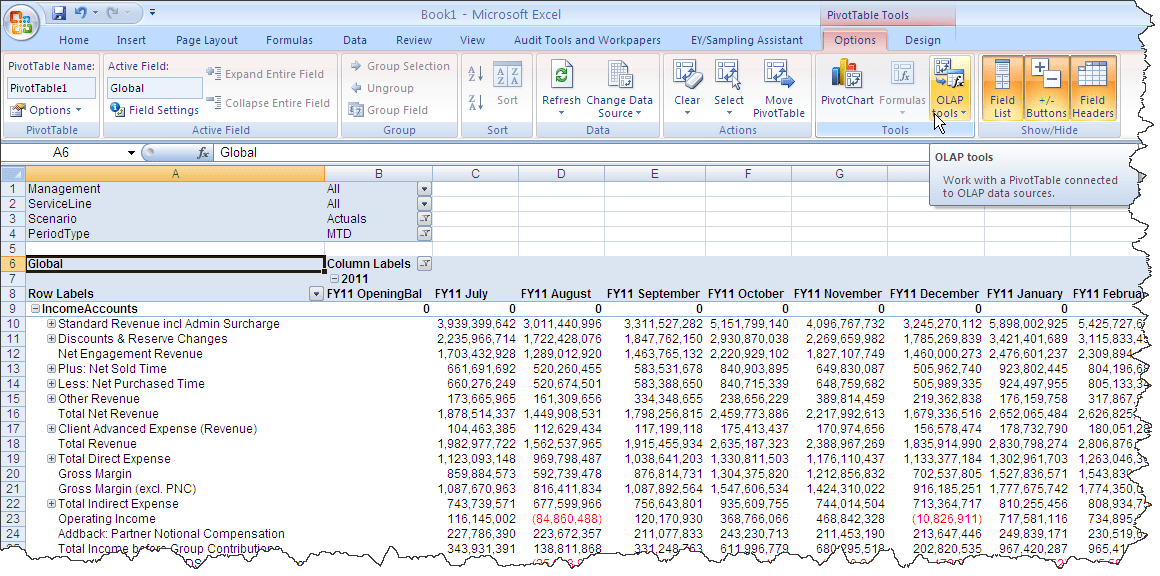 Book1 - Microsoft Excel
PivotTable Tools
Home Insert Page Layout Formulas Data Review View Audit Tools and Workpapers EY/Sampling Assistant Options Design
PivotTable Name:
PivotTable1
Options
PivotTable
Active Field:
Global
Field Settings
Expand Entire Field
Collapse Entire Field
Active Field
Group Selection
Ungroup
Group Field
Group
Sort
Sort
Refresh
Change Data Source
Data
Clear
Select
Move PivotTable
Actions
PivotChart
Formulas
OLAP tools
Tools
Field List
+/- Buttons
Field Headers
Show/Hide
A6 fx Global
OLAP tools
Work with a PivotTable connected
to OLAP data sources.
A B C D E F G
1 Management All
2 ServiceLine All
3 Scenario Actuals
4 PeriodType MTD
5
6 Global Column Labels
7 2011
8 Row Labels FY11 OpeningBal FY11 July FY11 August FY11 September FY11 October FY11 November FY11 December FY11 January
9 IncomeAccounts 0 0 0 0 0 0 0 0
10 Standard Revenue incl Admin Surcharge 3,939,399,642 3,011,440,996 3,311,527,282 5,151,799,140 4,096,767,732 3,245,270,112 5,898,002,925 5,425,727,6
11 Discounts & Reserve Changes 2,235,966,714 1,722,428,076 1,847,762,150 2,930,870,038 2,269,659,982 1,785,269,839 3,421,401,689 3,115,833,4
12 Net Engagement Revenue 1,703,432,928 1,289,012,920 1,463,765,132 2,220,929,102 1,827,107,749 1,460,000,273 2,476,601,237 2,309,894
13 Plus: Net Sold Time 661,691,692 520,260,455 583,531,678 840,903,895 649,830,087 505,962,740 923,802,445 804,196,6
14 Less: Net Purchased Time 660,276,249 520,674,501 583,388,650 840,715,339 648,759,682 505,989,335 924,497,955 805,133,3
15 Other Revenue 173,665,965 161,309,656 334,348,655 238,656,229 389,814,459 219,362,838 176,159,758 317,867
16 Total Net Revenue 1,878,514,337 1,449,908,531 1,798,256,815 2,459,773,886 2,217,992,613 1,679,336,516 2,652,065,484 2,626,825
17 Client Advanced Expense (Revenue) 104,463,385 112,629,434 117,199,118 175,413,437 170,974,656 156,578,474 178,732,790 180,051,2
18 Total Revenue 1,982,977,722 1,562,537,965 1,915,455,934 2,635,187,323 2,388,967,269 1,835,914,990 2,830,798,274 2,806,876
19 Total Direct Expense 1,123,093,148 969,798,487 1,038,641,203 1,330,811,503 1,176,110,437 1,133,377,184 1,302,961,703 1,263,046,3
20 Gross Margin 859,884,573 592,739,478 876,814,731 1,304,375,820 1,212,856,832 702,537,805 1,527,836,571 1,543,830
21 Gross Margin (excl. PNC) 1,087,670,963 816,411,834 1,087,892,564 1,547,606,534 1,424,310,022 916,185,251 1,777,675,742 1,774,350,
22 Total Indirect Expense 743,739,571 677,599,966 756,643,801 935,609,755 744,014,504 713,364,717 810,255,456 808,934,7
23 Operating Income 116,145,002 (84,860,488) 120,170,930 368,766,066 468,842,328 (10,826,911) 717,581,116 734,895
24 Addback: Partner Notional Compensation 227,786,390 223,672,357 211,077,833 243,230,713 211,453,190 213,647,446 249,839,171 230,519,6
Total Income before Group Contributions 343,931,391 138,811,868 331,248,763 611,996,779 680,295,518 202,820,535 967,420,287 965,41